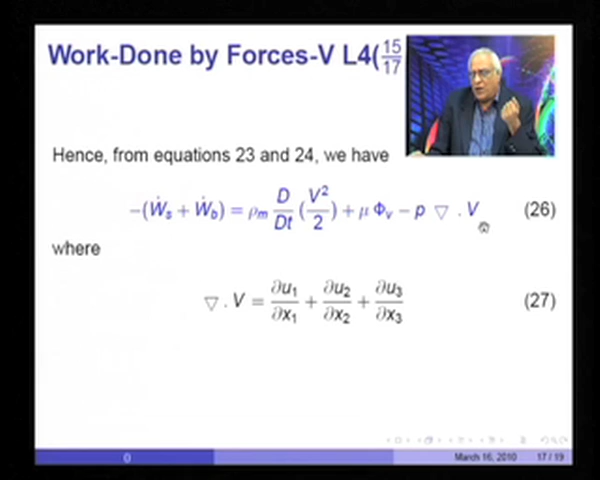 Work-Done by Forces-V L4(15/17
Hence, from equations 23 and 24, we have
-(Ẇs + Ẇb) = ρm D/Dt (V²/2) + μ Φv − p ▽ . V (26)
where
▽ . V = ∂u1/∂x1 + ∂u2/∂x2 + ∂u3/∂x3 (27)
()
March 16, 2010 17 / 19